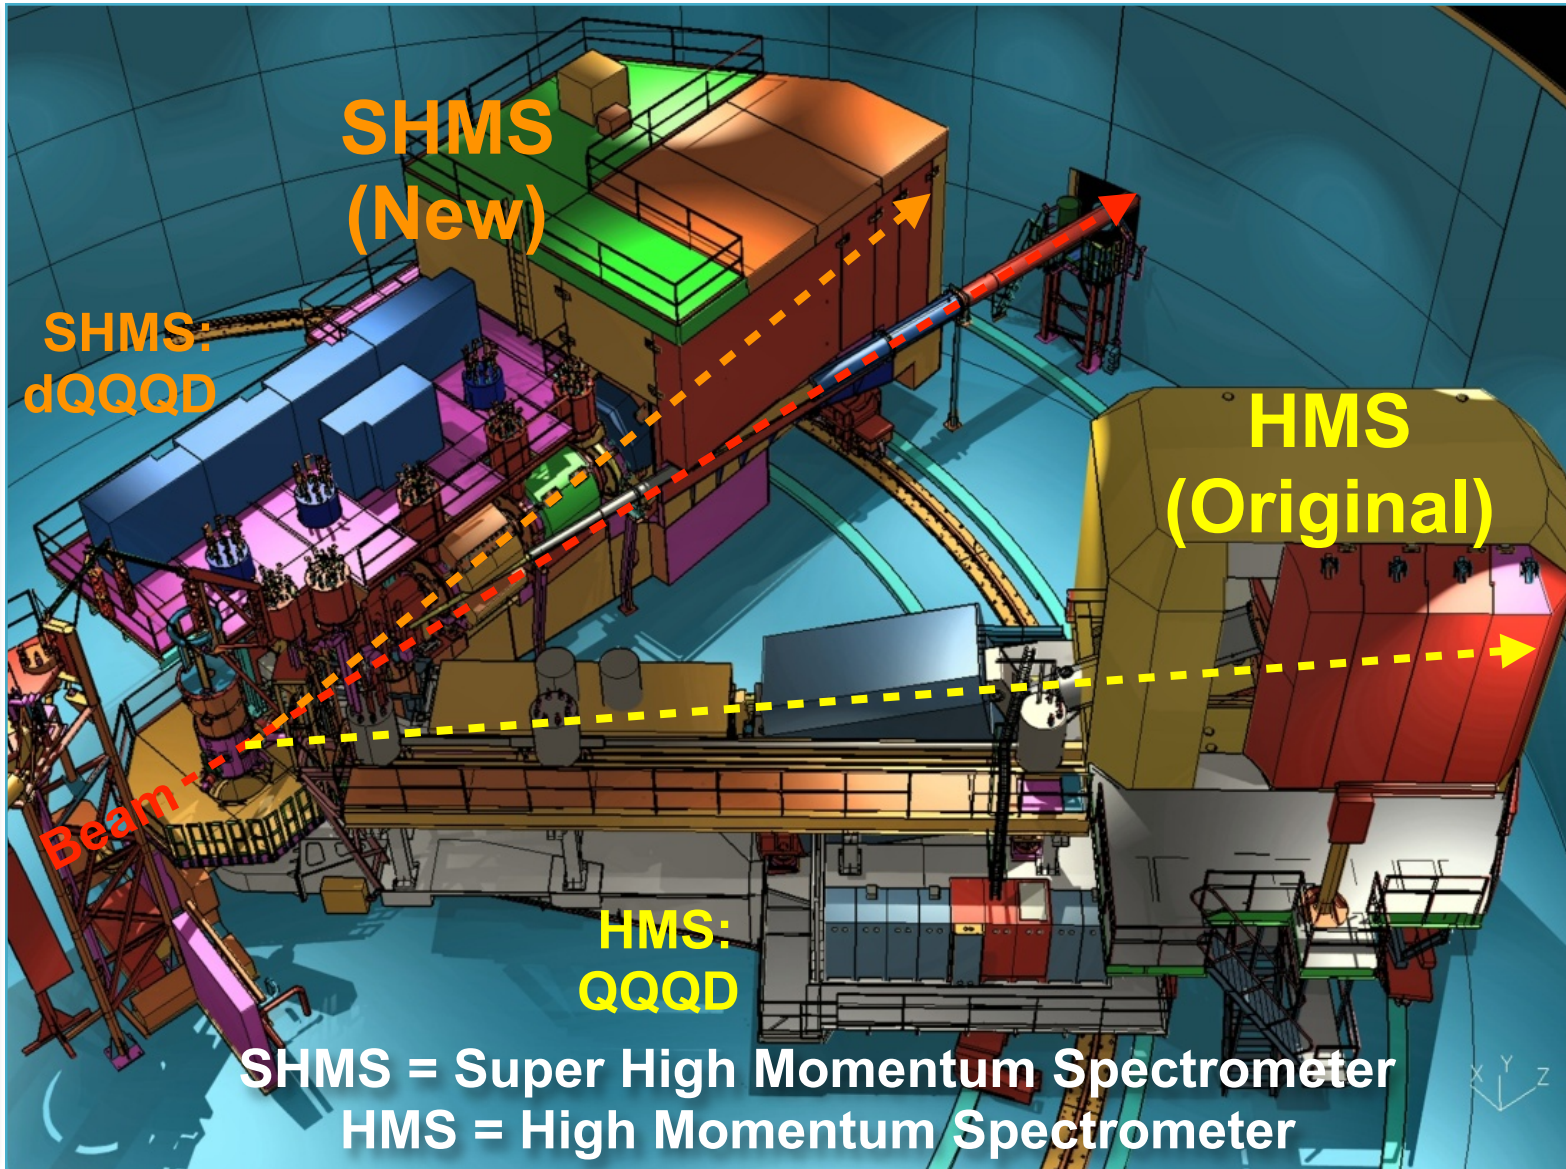 SHMS
(New)
SHMS:
dQQQD
HMS
(Original)
Beam
HMS:
QQQD
SHMS = Super High Momentum Spectrometer
HMS = High Momentum Spectrometer
X Y Z